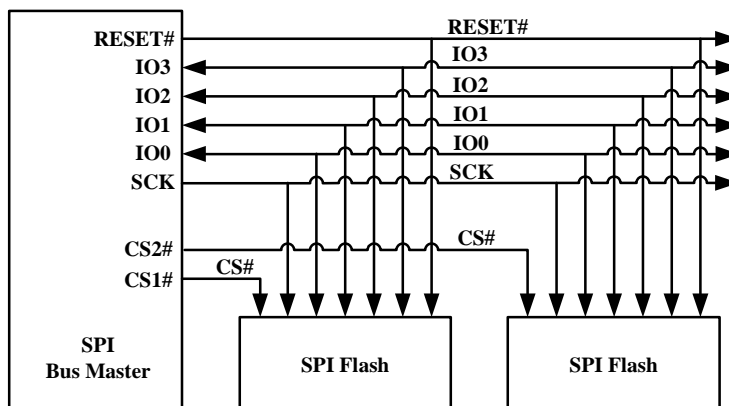 RESET#
RESET#
IO3
IO3
IO2
IO2
IO1
IO1
IO0
IO0
SCK
SCK
CS2#
CS#
CS1#
CS#
SPI
Bus Master
SPI Flash
SPI Flash